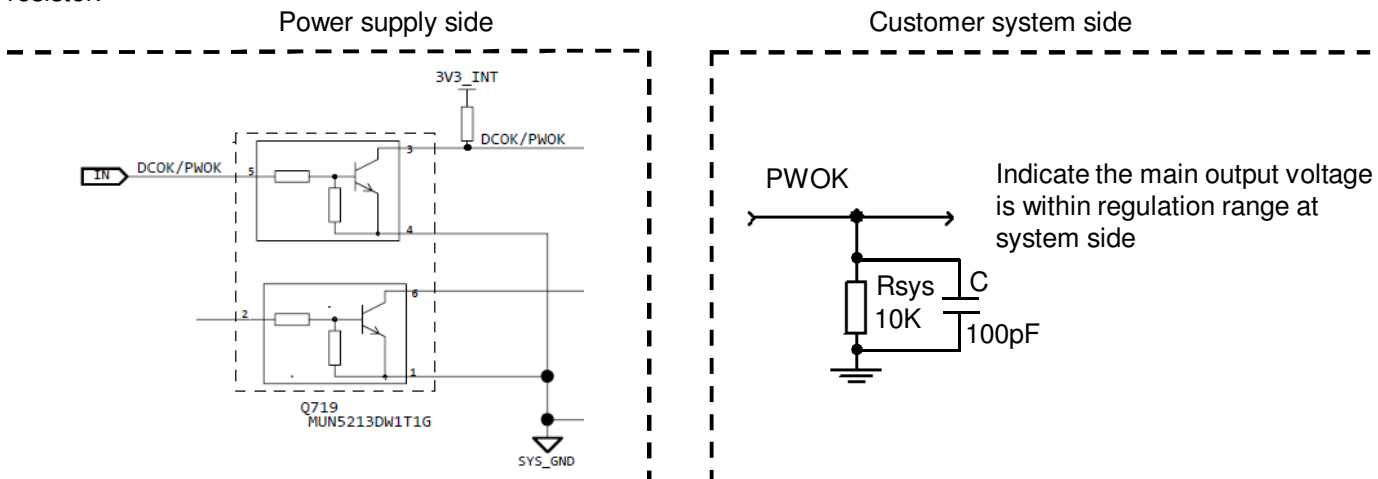 resistor.
Power supply side
Customer system side
3V3_INT
DCOK/PWOK
3
IN
DCOK/PWOK
5
4
6
2
1
Q719
MUN5213DW1T1G
SYS_GND
PWOK
Indicate the main output voltage
is within regulation range at
system side
Rsys
10K
C
100pF